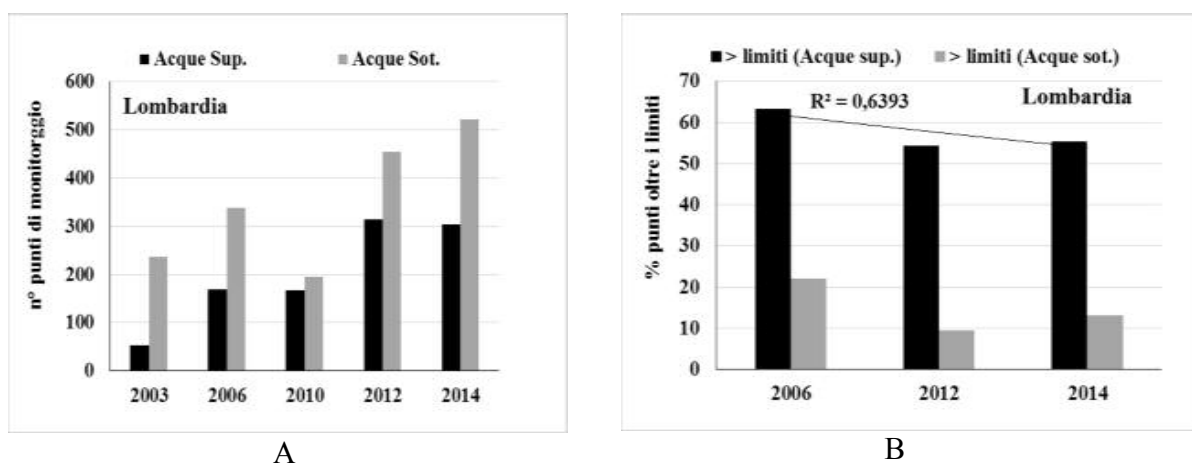 Acque Sup. Acque Sot.
600
Lombardia
500
400
300
200
100
0
n° punti di monitoraggio
2003 2006 2010 2012 2014
A
> limiti (Acque sup.) > limiti (Acque sot.)
70
R² = 0,6393 Lombardia
60
50
40
30
20
10
0
% punti oltre i limiti
2006 2012 2014
B